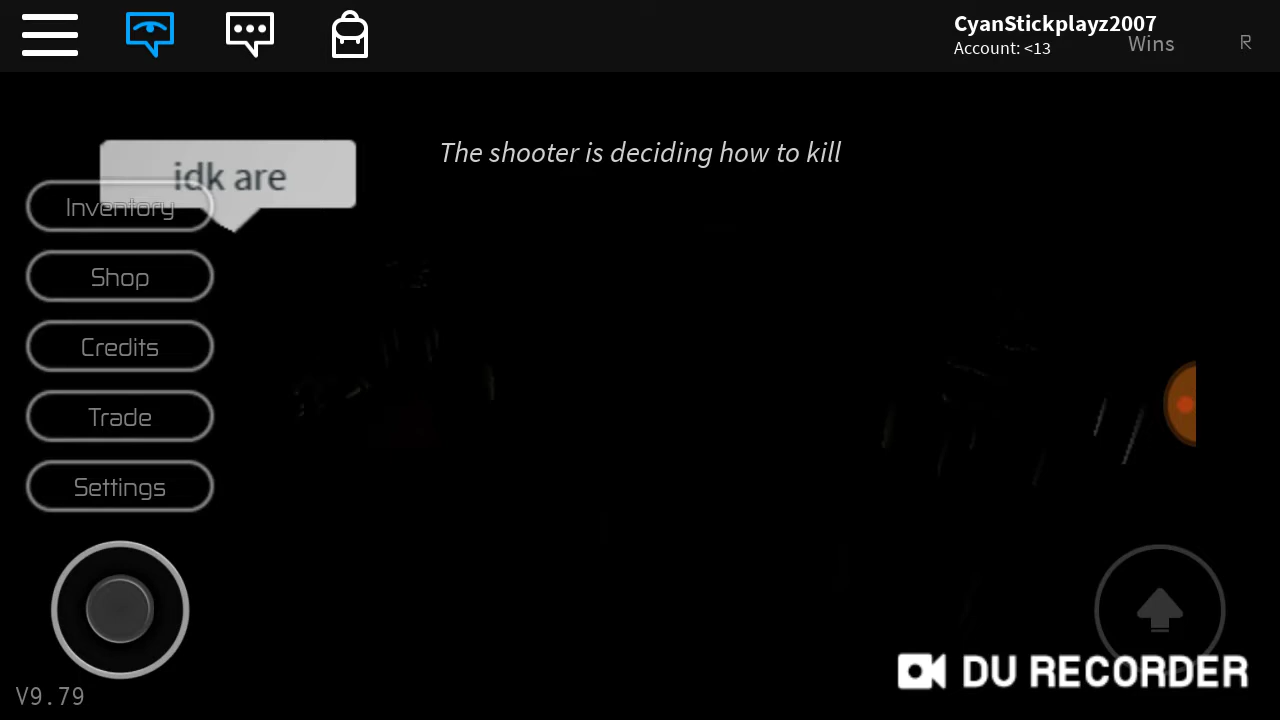 CyanStickplayz2007
Account: <13
Wins
R
The shooter is deciding how to kill
idk are
Inventory
Shop
Credits
Trade
Settings
V9.79
DU RECORDER